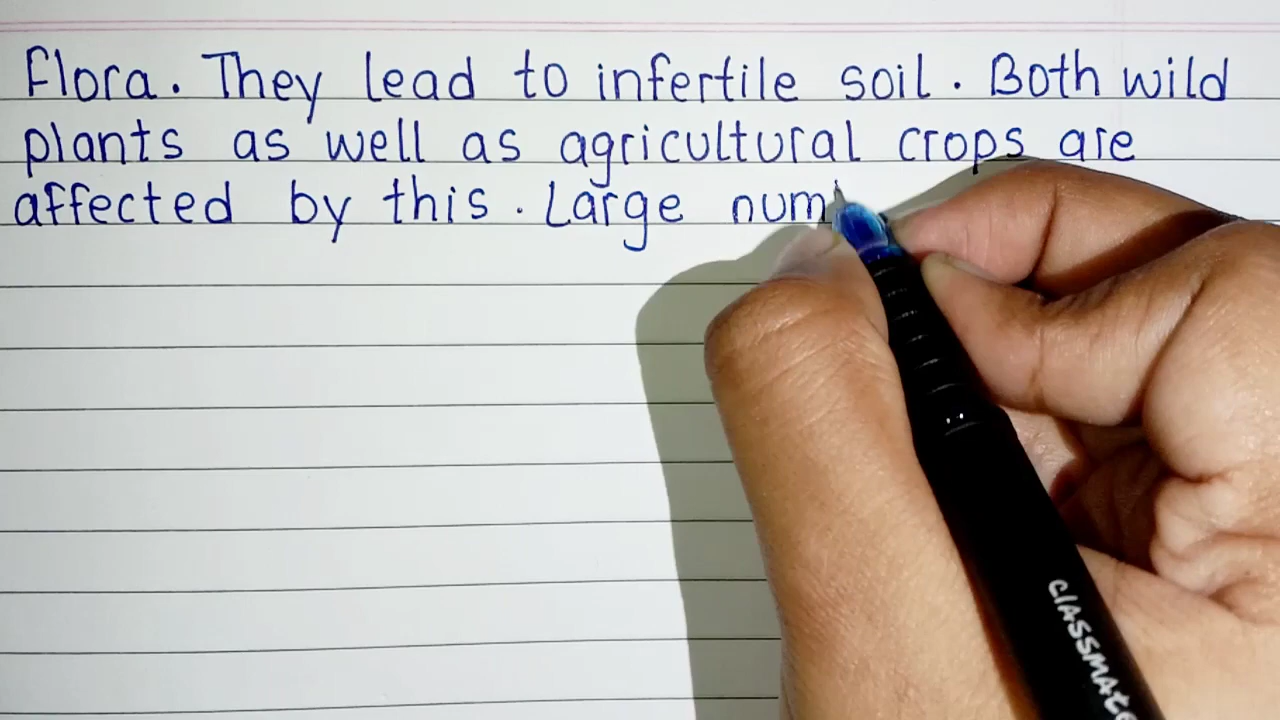 Flora. They lead to infertile soil. Both wild
plants as well as agricultural crops are
affected by this. Large num
classmate